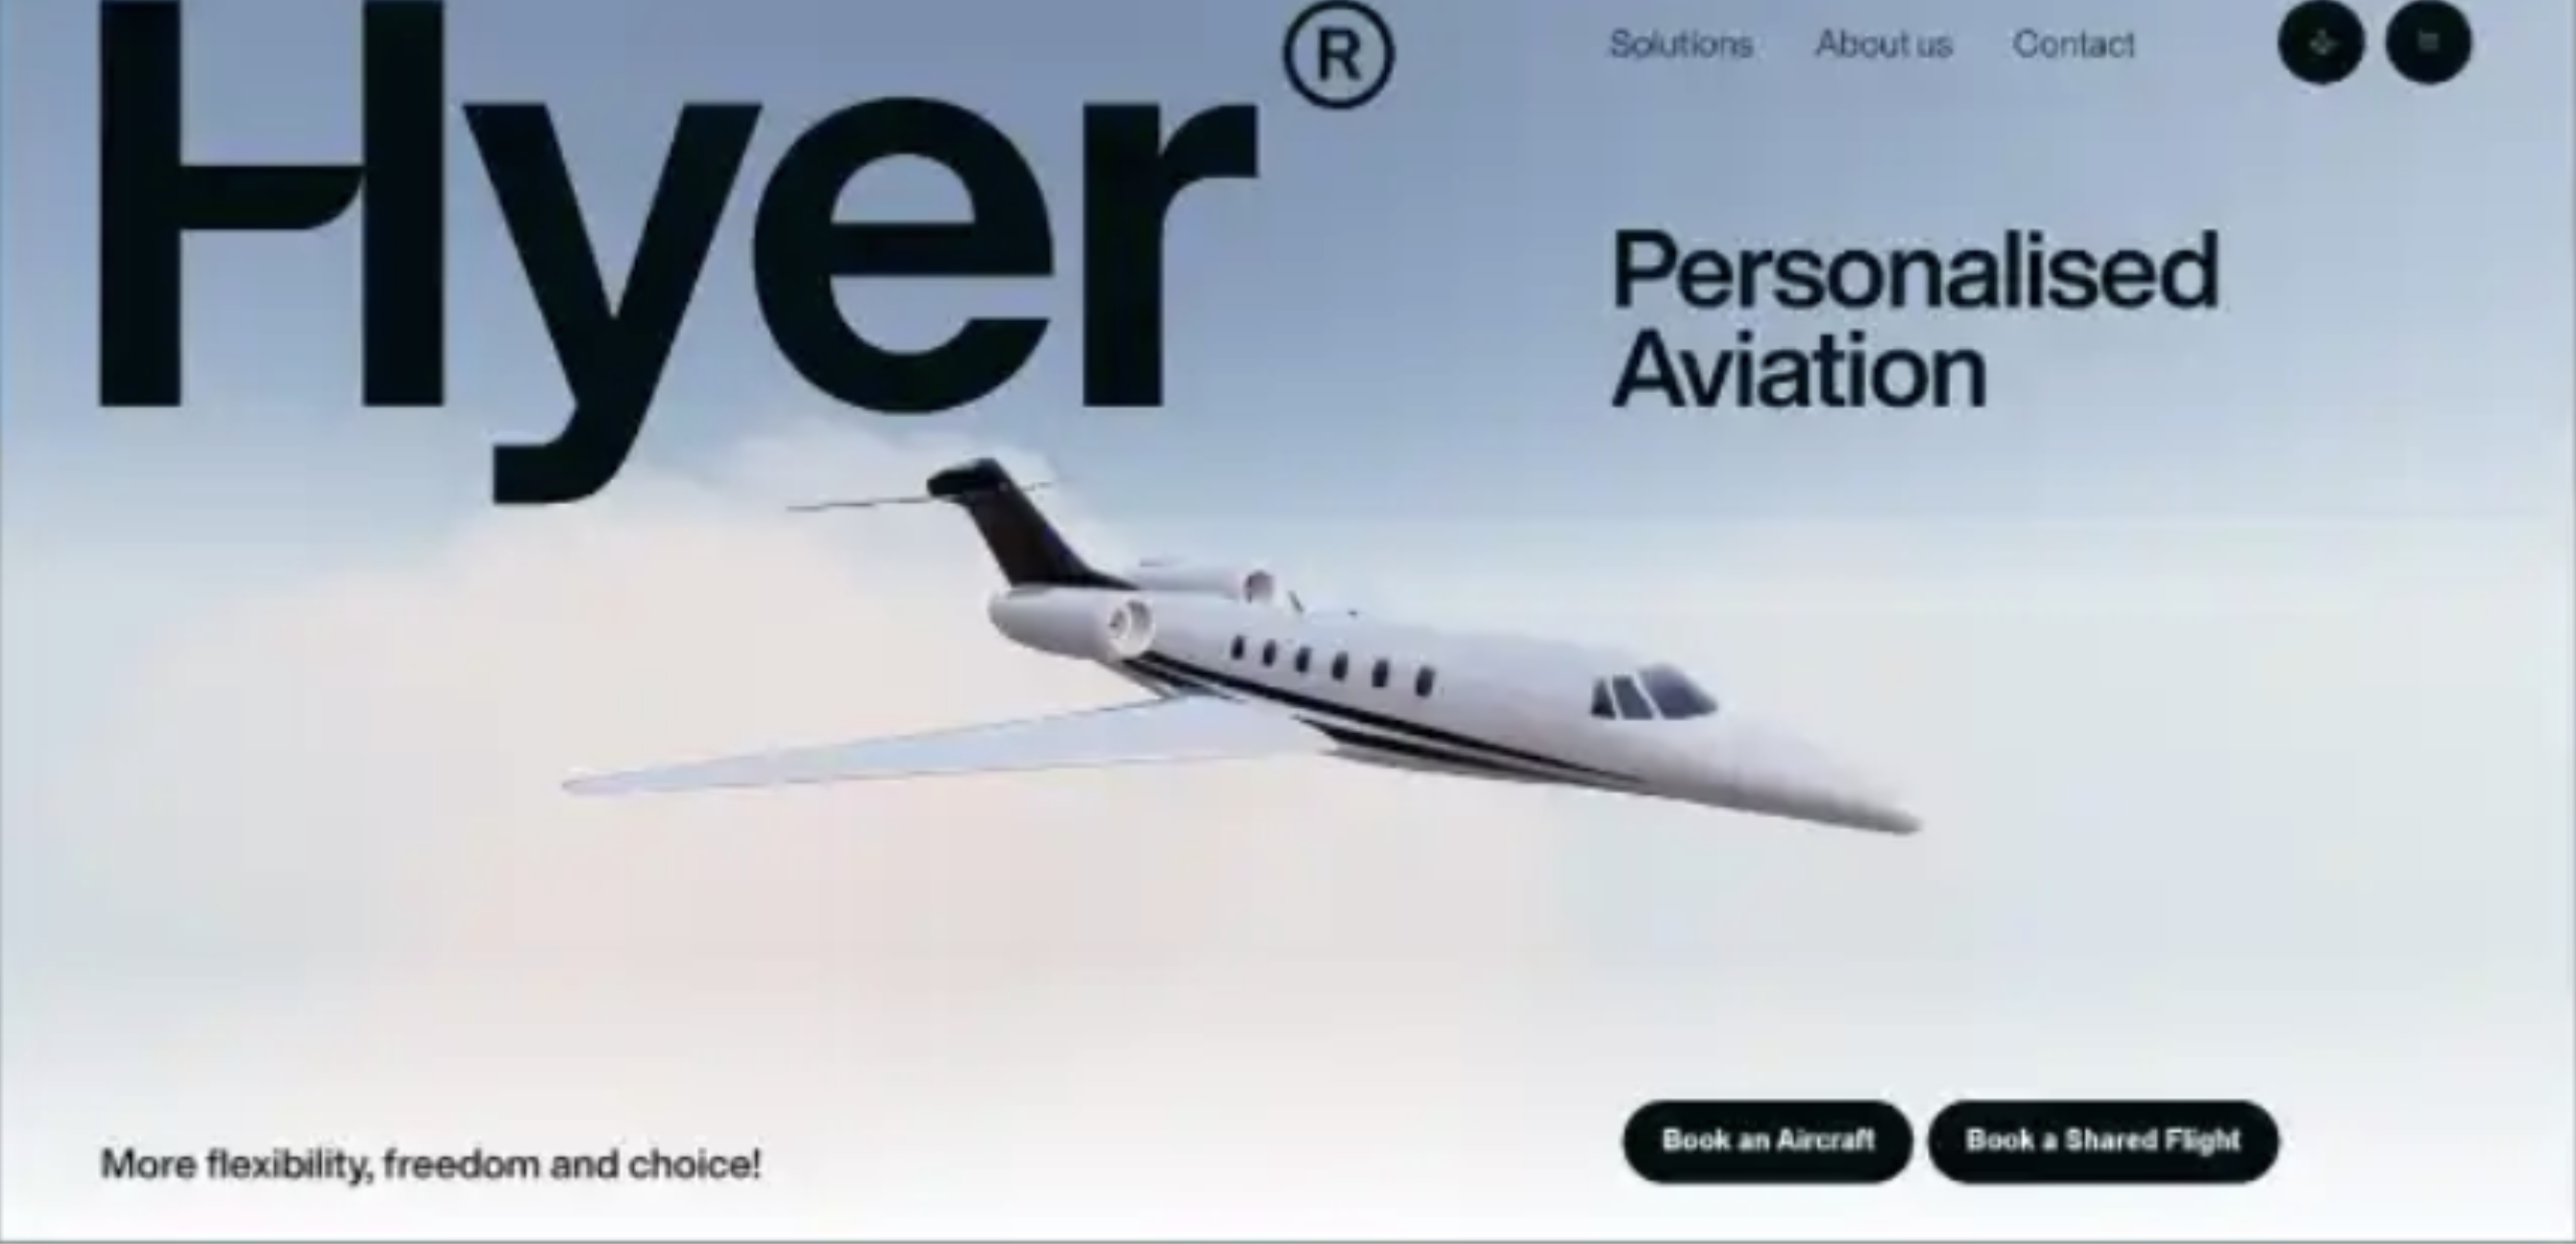 Hyer®
Solutions About us Contact
Personalised
Aviation
More flexibility, freedom and choice!
Book an Aircraft Book a Shared Flight